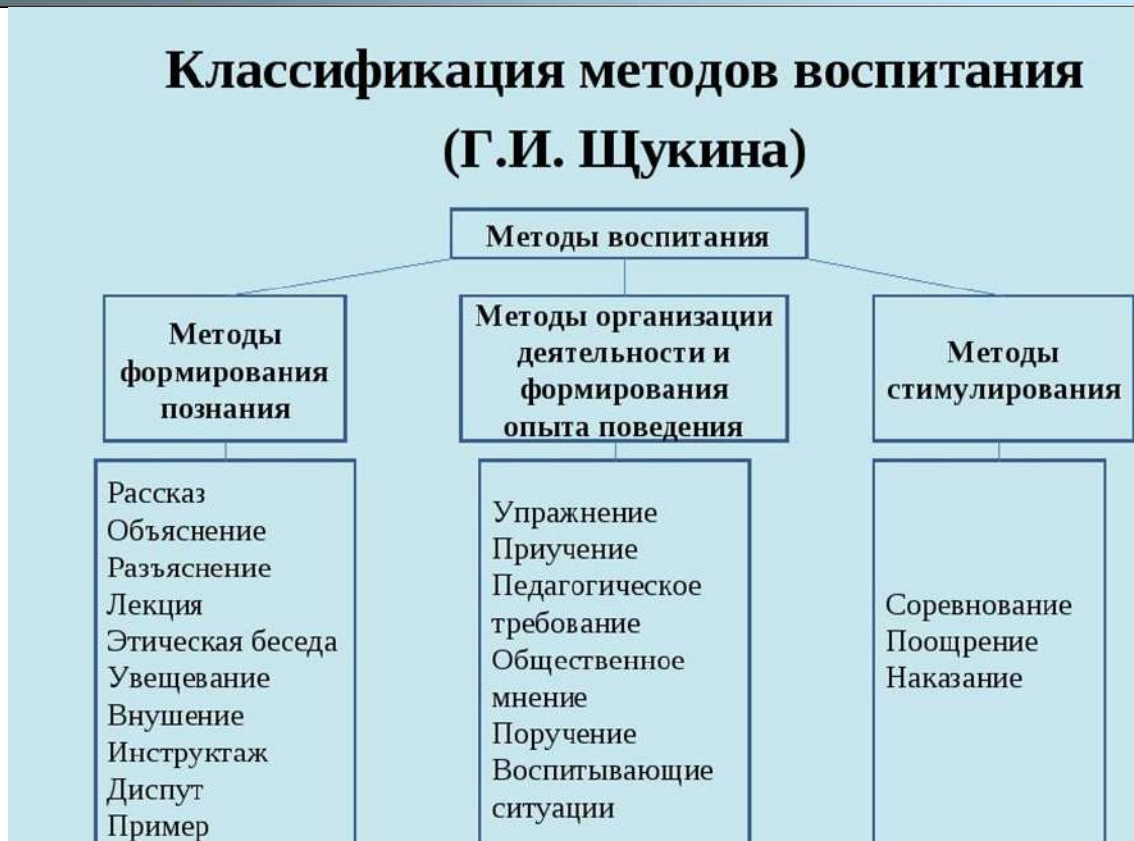 Классификация методов воспитания
(Г.И. Щукина)
Методы воспитания
Методы
формирования
познания
Методы организации
деятельности и
формирования
опыта поведения
Методы
стимулирования
Рассказ
Объяснение
Разъяснение
Лекция
Этическая беседа
Увещевание
Внушение
Инструктаж
Диспут
Пример
Упражнение
Приучение
Педагогическое
требование
Общественное
мнение
Поручение
Воспитывающие
ситуации
Соревнование
Поощрение
Наказание